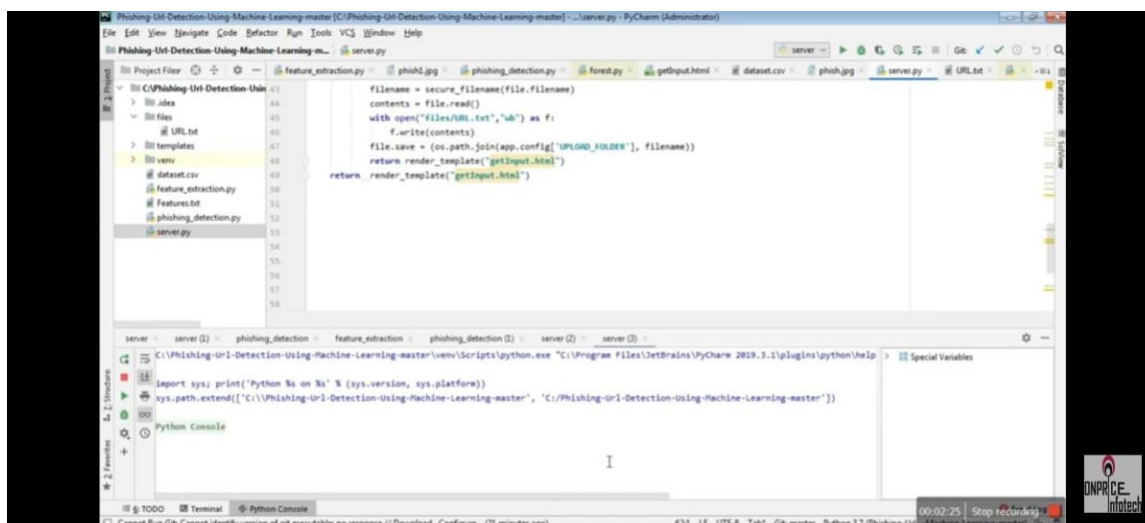 Phishing-Url-Detection-Using-Machine-Learning-master [C:\Phishing-Url-Detection-Using-Machine-Learning-master] - ...\server.py - PyCharm (Administrator)
File Edit View Navigate Code Refactor Run Tools VCS Window Help
Phishing-Url-Detection-Using-Machine-Learning-m... server.py server Git:
1: Project Project Files feature_extraction.py phish1.jpg phishing_detection.py forest.py getInput.html dataset.csv phish.jpg server.py URL.txt
C:/Phishing-Url-Detection-Usin 43 filename = secure_filename(file.filename)
.idea 44 contents = file.read()
files 45 with open("files/URL.txt","wb") as f:
URL.txt 46 f.write(contents)
templates 47 file.save = (os.path.join(app.config['UPLOAD_FOLDER'], filename))
venv 48 return render_template("getInput.html")
dataset.csv 49 return render_template("getInput.html")
feature_extraction.py 50
Features.txt 51
phishing_detection.py 52
server.py 53
54
55
56
57
58
Database
SciView
server server (1) phishing_detection feature_extraction phishing_detection (1) server (2) server (3)
C:\Phishing-Url-Detection-Using-Machine-Learning-master\venv\Scripts\python.exe "C:\Program Files\JetBrains\PyCharm 2019.3.1\plugins\python\help
Special Variables
import sys; print('Python %s on %s' % (sys.version, sys.platform))
sys.path.extend(['C:\\Phishing-Url-Detection-Using-Machine-Learning-master', 'C:/Phishing-Url-Detection-Using-Machine-Learning-master'])
Python Console
Structure
2: Favorites
6: TODO Terminal Python Console
00:02:25 Stop recording
ONPRICE
Infotech